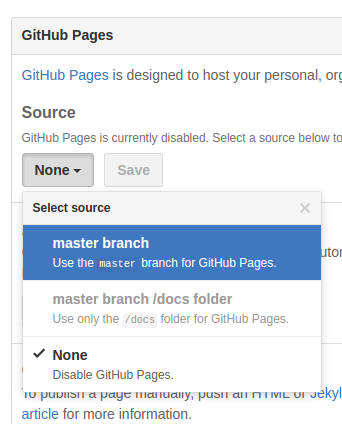 GitHub Pages
GitHub Pages is designed to host your personal,
Source
GitHub Pages is currently disabled. Select a source below to
None
Save
Select source
master branch
Use the master branch for GitHub Pages.
master branch /docs folder
Use only the /docs folder for GitHub Pages.
None
Disable GitHub Pages.
To publish a page manually, push an HTML or
article for more information.